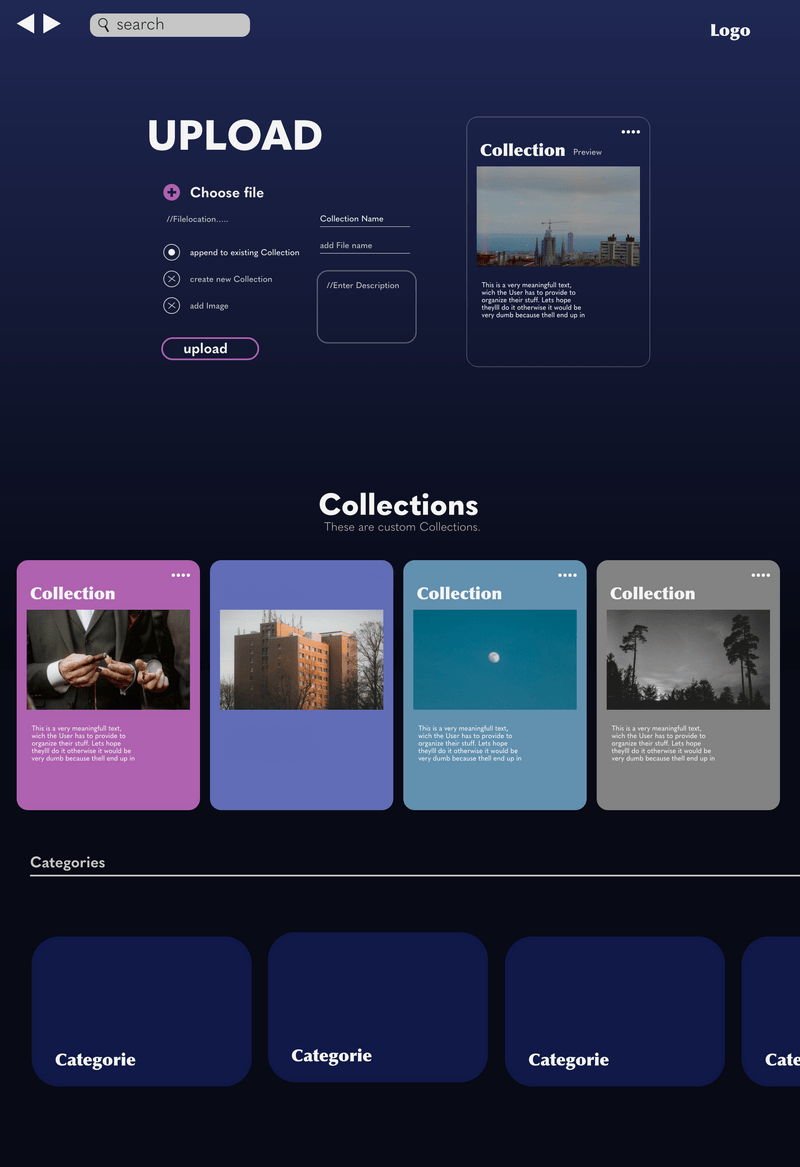 search
Logo
UPLOAD
Choose file
//Filelocation.....
append to existing Collection
create new Collection
add Image
upload
Collection Name
add File name
//Enter Description
Collection Preview
This is a very meaningfull text,
wich the User has to provide to
organize their stuff. Lets hope
theylll do it otherwise it would be
very dumb because thell end up in
Collections
These are custom Collections.
Collection
This is a very meaningfull text,
wich the User has to provide to
organize their stuff. Lets hope
theylll do it otherwise it would be
very dumb because thell end up in
Collection
This is a very meaningfull text,
wich the User has to provide to
organize their stuff. Lets hope
theylll do it otherwise it would be
very dumb because thell end up in
Collection
This is a very meaningfull text,
wich the User has to provide to
organize their stuff. Lets hope
theylll do it otherwise it would be
very dumb because thell end up in
Categories
Categorie
Categorie
Categorie
Cate